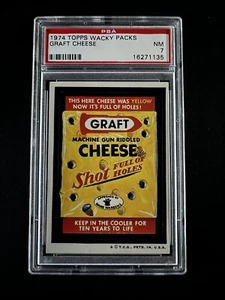 PSA
1974 TOPPS WACKY PACKS
GRAFT CHEESE
NM
7
16271135
THIS HERE CHEESE WAS YELLOW
NOW IT'S FULL OF HOLES!
GRAFT
MACHINE GUN RIDDLED
CHEESE
Shot FULL OF
HOLES
KEEP IN THE COOLER FOR
TEN YEARS TO LIFE
© T.C.G. PRTD. IN U.S.A.